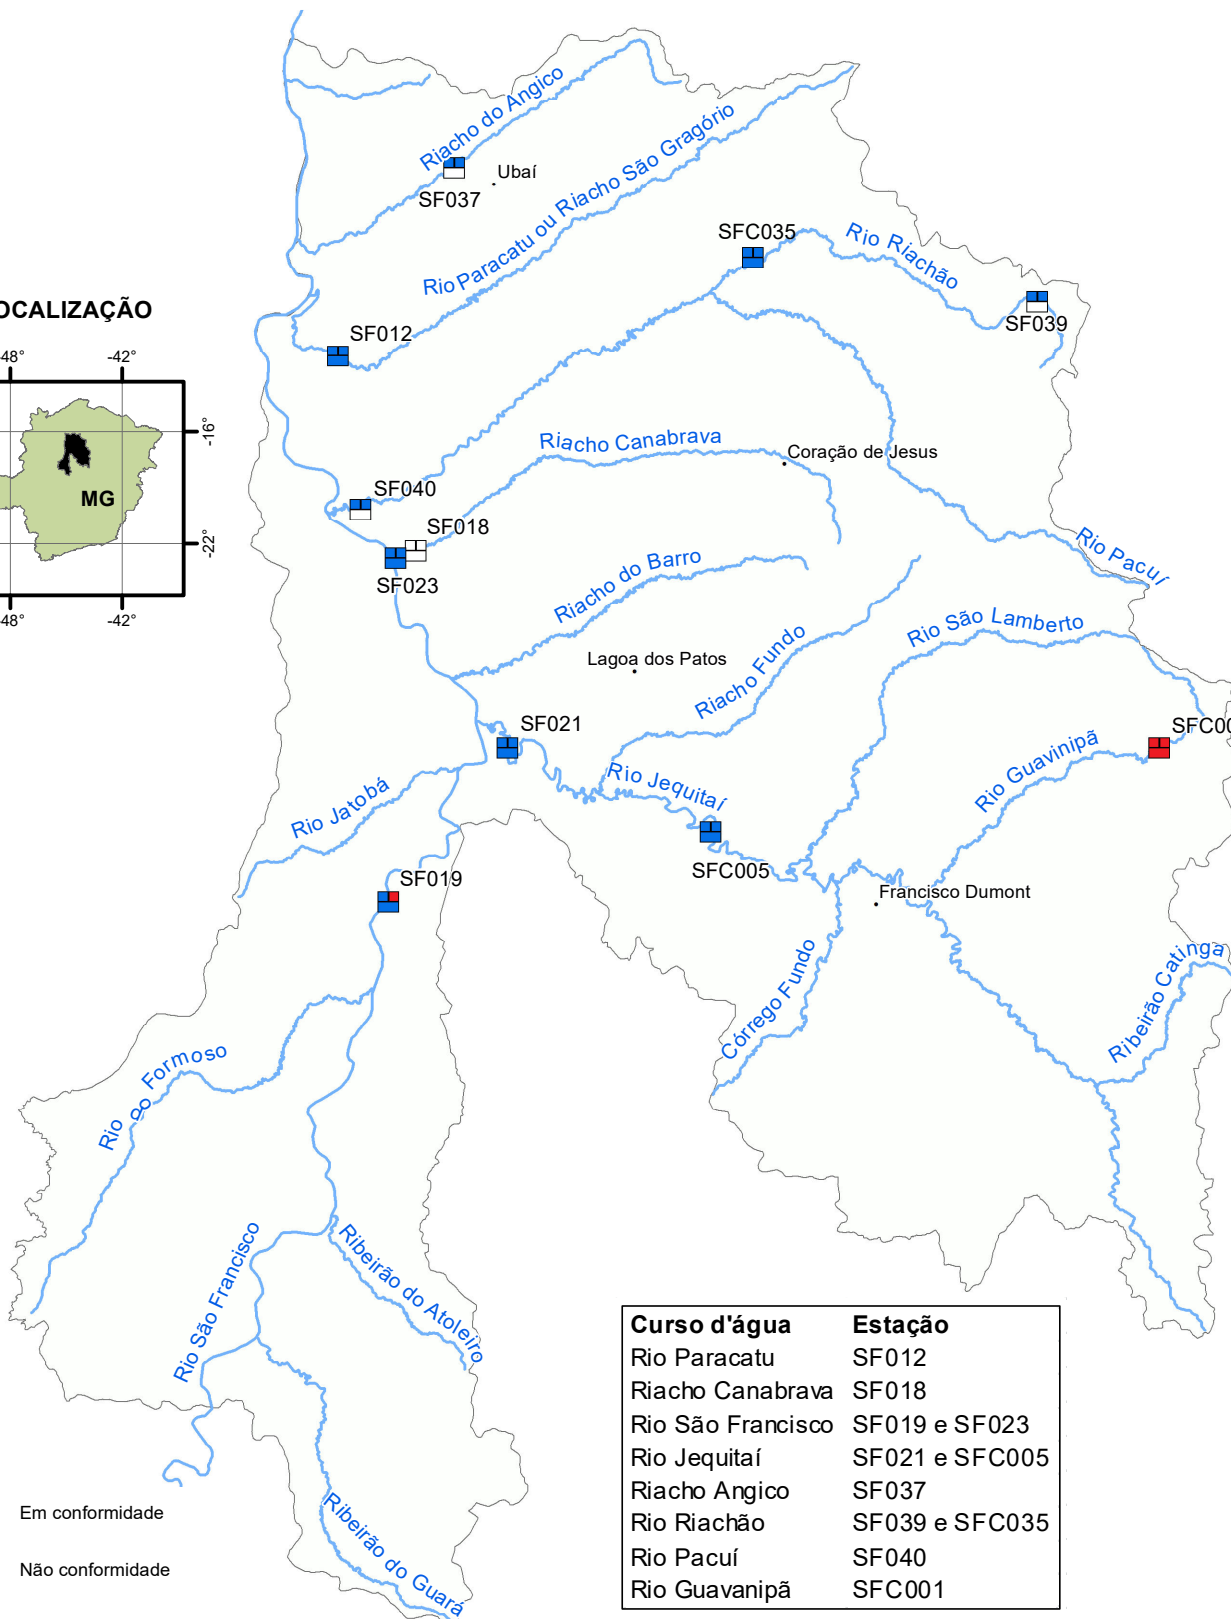 Riacho do Angico
Ubaí
SF037
Rio Paracatu ou Riacho São Gragório
SFC035
Rio Riachão
SF039
OCALIZAÇÃO
48°
-42°
-16°
MG
-22°
48°
-42°
SF012
Riacho Canabrava
Coração de Jesus
SF040
SF018
SF023
Rio Pacuí
Riacho do Barro
Rio São Lamberto
Lagoa dos Patos
Riacho Fundo
SF021
SFC00
Rio Guavinipã
Rio Jequitaí
Rio Jatobá
SFC005
SF019
Francisco Dumont
Córrego Fundo
Ribeirão Catinga
Rio do Formoso
Rio São Francisco
Ribeirão do Atoleiro
Ribeirão do Guará
Curso d'água Estação
Rio Paracatu SF012
Riacho Canabrava SF018
Rio São Francisco SF019 e SF023
Rio Jequitaí SF021 e SFC005
Riacho Angico SF037
Rio Riachão SF039 e SFC035
Rio Pacuí SF040
Rio Guavanipã SFC001
Em conformidade
Não conformidade